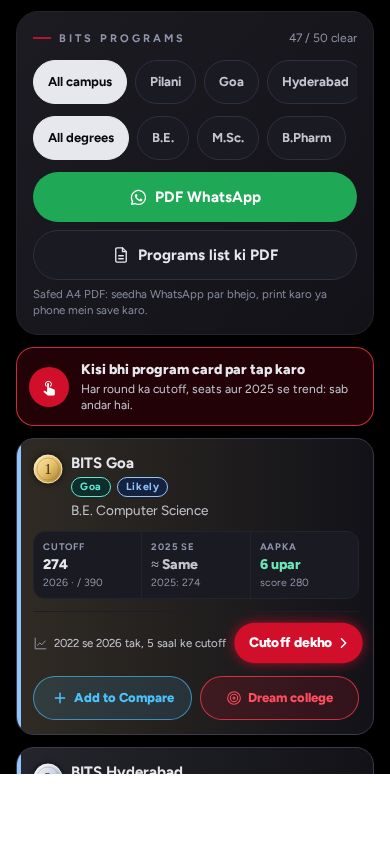 BITS PROGRAMS
47 / 50 clear
All campus Pilani Goa Hyderabad
All degrees B.E. M.Sc. B.Pharm
PDF WhatsApp
Programs list ki PDF
Safed A4 PDF: seedha WhatsApp par bhejo, print karo ya
phone mein save karo.
Kisi bhi program card par tap karo
Har round ka cutoff, seats aur 2025 se trend: sab
andar hai.
1
BITS Goa
Goa Likely
B.E. Computer Science
CUTOFF 2025 SE AAPKA
274 ≈ Same 6 upar
2026 · / 390 2025: 274 score 280
2022 se 2026 tak, 5 saal ke cutoff
Cutoff dekho
Add to Compare Dream college
BITS Hyderabad